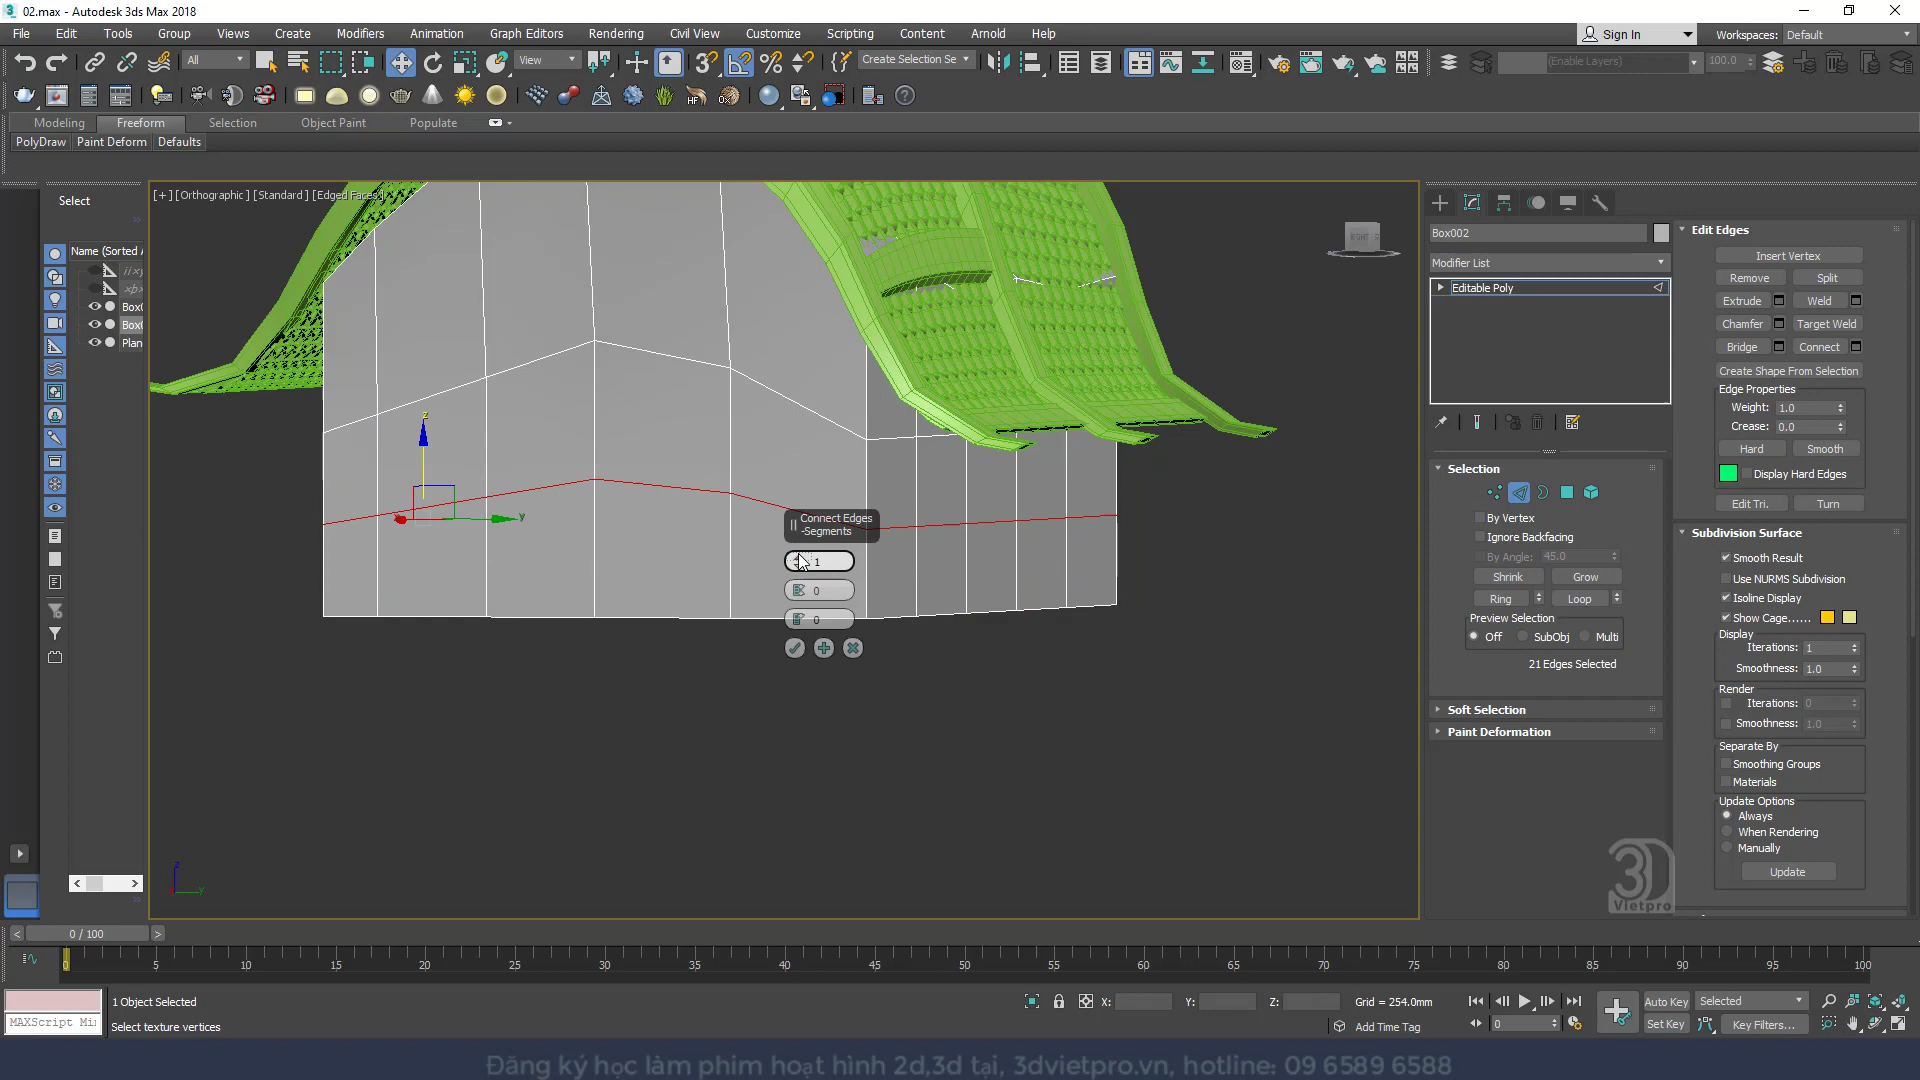 02.max - Autodesk 3ds Max 2018
File Edit Tools Group Views Create Modifiers Animation Graph Editors Rendering Civil View Customize Scripting Content Arnold Help
Sign In Workspaces: Default
All View Create Selection Se (Enable Layers) 100.0
Modeling Freeform Selection Object Paint Populate
PolyDraw Paint Deform Defaults
Select
[+] [Orthographic] [Standard] [Edged Faces]
Name (Sorted A
Box0
Box0
Plan
RIGHT
z
y
Connect Edges
-Segments
1
0
0
Box002
Modifier List
Editable Poly
Selection
By Vertex
Ignore Backfacing
By Angle: 45.0
Shrink Grow
Ring Loop
Preview Selection
Off SubObj Multi
21 Edges Selected
Soft Selection
Paint Deformation
Edit Edges
Insert Vertex
Remove Split
Extrude Weld
Chamfer Target Weld
Bridge Connect
Create Shape From Selection
Edge Properties
Weight: 1.0
Crease: 0.0
Hard Smooth
Display Hard Edges
Edit Tri. Turn
Subdivision Surface
Smooth Result
Use NURMS Subdivision
Isoline Display
Show Cage......
Display
Iterations: 1
Smoothness: 1.0
Render
Iterations: 0
Smoothness: 1.0
Separate By
Smoothing Groups
Materials
Update Options
Always
When Rendering
Manually
Update
3D
Vietpro
z
y
< 0 / 100 >
0 5 10 15 20 25 30 35 40 45 50 55 60 65 70 75 80 85 90 95 100
1 Object Selected
MAXScript Mi
Select texture vertices
X: Y: Z: Grid = 254.0mm
Add Time Tag
0
Auto Key Selected
Set Key Key Filters...
Đăng ký học làm phim hoạt hình 2d,3d tại, 3dvietpro.vn, hotline: 09 6589 6588